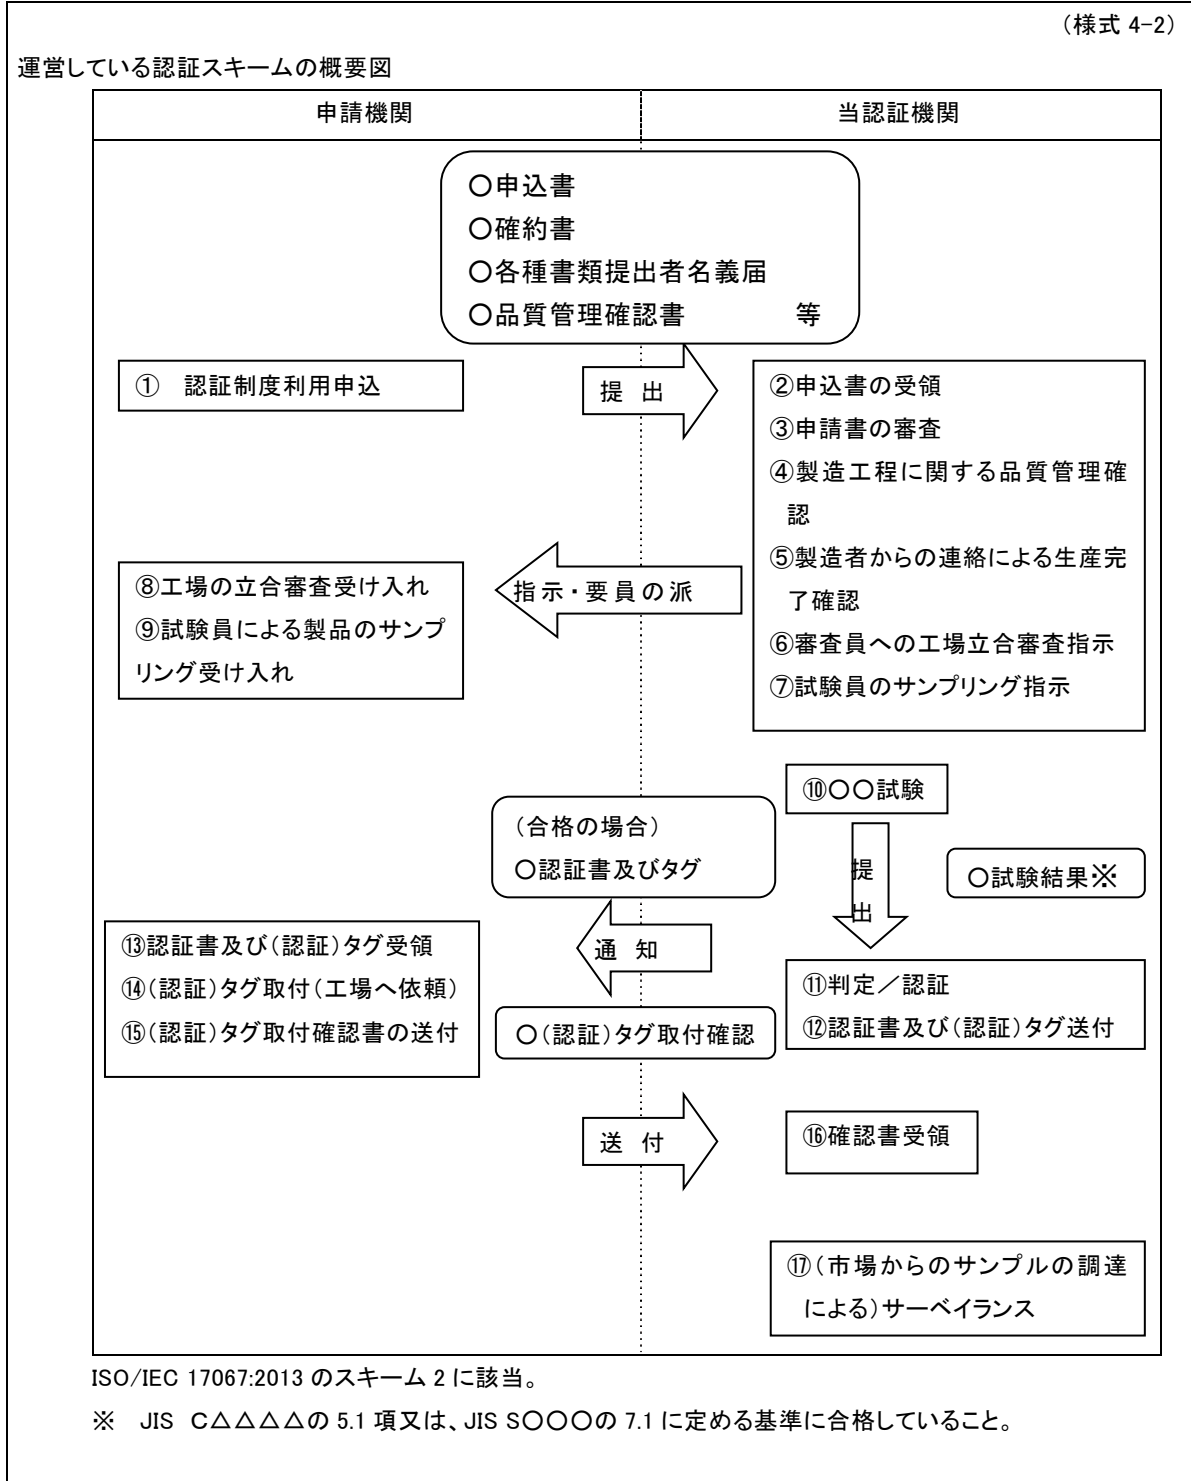 (様式 4-2)
運営している認証スキームの概要図
申請機関
当認証機関
○申込書
○確約書
○各種書類提出者名義届
○品質管理確認書 等
① 認証制度利用申込
提 出
②申込書の受領
③申請書の審査
④製造工程に関する品質管理確
認
⑤製造者からの連絡による生産完
了確認
⑥審査員への工場立合審査指示
⑦試験員のサンプリング指示
指示・要員の派
⑧工場の立合審査受け入れ
⑨試験員による製品のサンプ
リング受け入れ
⑩○○試験
提
出
○試験結果※
(合格の場合)
○認証書及びタグ
通 知
⑪判定/認証
⑫認証書及び(認証)タグ送付
⑬認証書及び(認証)タグ受領
⑭(認証)タグ取付(工場へ依頼)
⑮(認証)タグ取付確認書の送付
○(認証)タグ取付確認
送 付
⑯確認書受領
⑰(市場からのサンプルの調達
による)サーベイランス
ISO/IEC 17067:2013 のスキーム 2 に該当。
※ JIS C△△△△の 5.1 項又は、JIS S○○○の 7.1 に定める基準に合格していること。